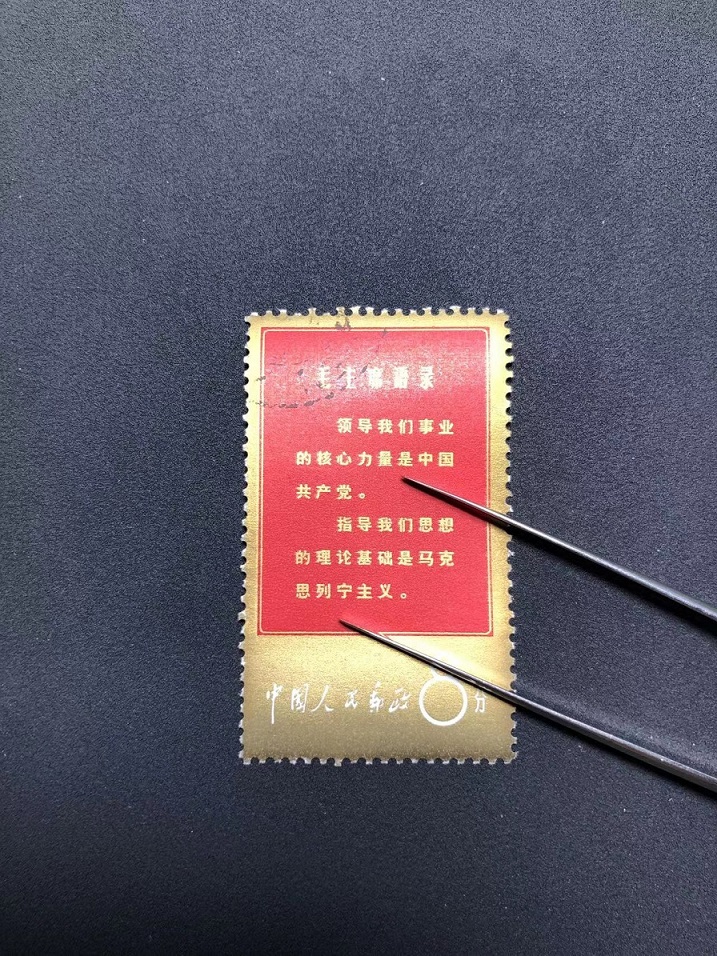 毛主席语录
领导我们事业
的核心力量是中国
共产党。
指导我们思想
的理论基础是马克
思列宁主义。
中国人民邮政 分